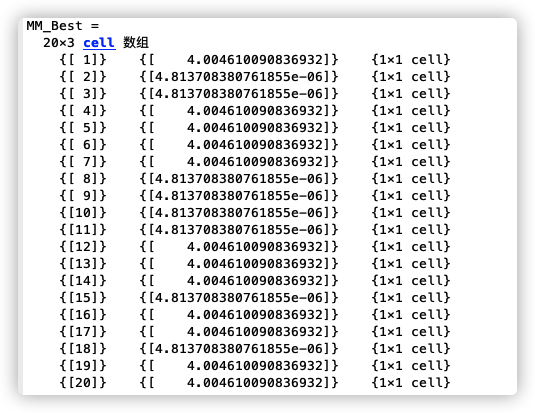 MM_Best =
20×3 cell 数组
{[ 1]} {[ 4.004610090836932]} {1×1 cell}
{[ 2]} {[4.813708380761855e-06]} {1×1 cell}
{[ 3]} {[4.813708380761855e-06]} {1×1 cell}
{[ 4]} {[ 4.004610090836932]} {1×1 cell}
{[ 5]} {[ 4.004610090836932]} {1×1 cell}
{[ 6]} {[ 4.004610090836932]} {1×1 cell}
{[ 7]} {[ 4.004610090836932]} {1×1 cell}
{[ 8]} {[4.813708380761855e-06]} {1×1 cell}
{[ 9]} {[4.813708380761855e-06]} {1×1 cell}
{[10]} {[4.813708380761855e-06]} {1×1 cell}
{[11]} {[4.813708380761855e-06]} {1×1 cell}
{[12]} {[ 4.004610090836932]} {1×1 cell}
{[13]} {[ 4.004610090836932]} {1×1 cell}
{[14]} {[ 4.004610090836932]} {1×1 cell}
{[15]} {[4.813708380761855e-06]} {1×1 cell}
{[16]} {[ 4.004610090836932]} {1×1 cell}
{[17]} {[ 4.004610090836932]} {1×1 cell}
{[18]} {[4.813708380761855e-06]} {1×1 cell}
{[19]} {[ 4.004610090836932]} {1×1 cell}
{[20]} {[ 4.004610090836932]} {1×1 cell}